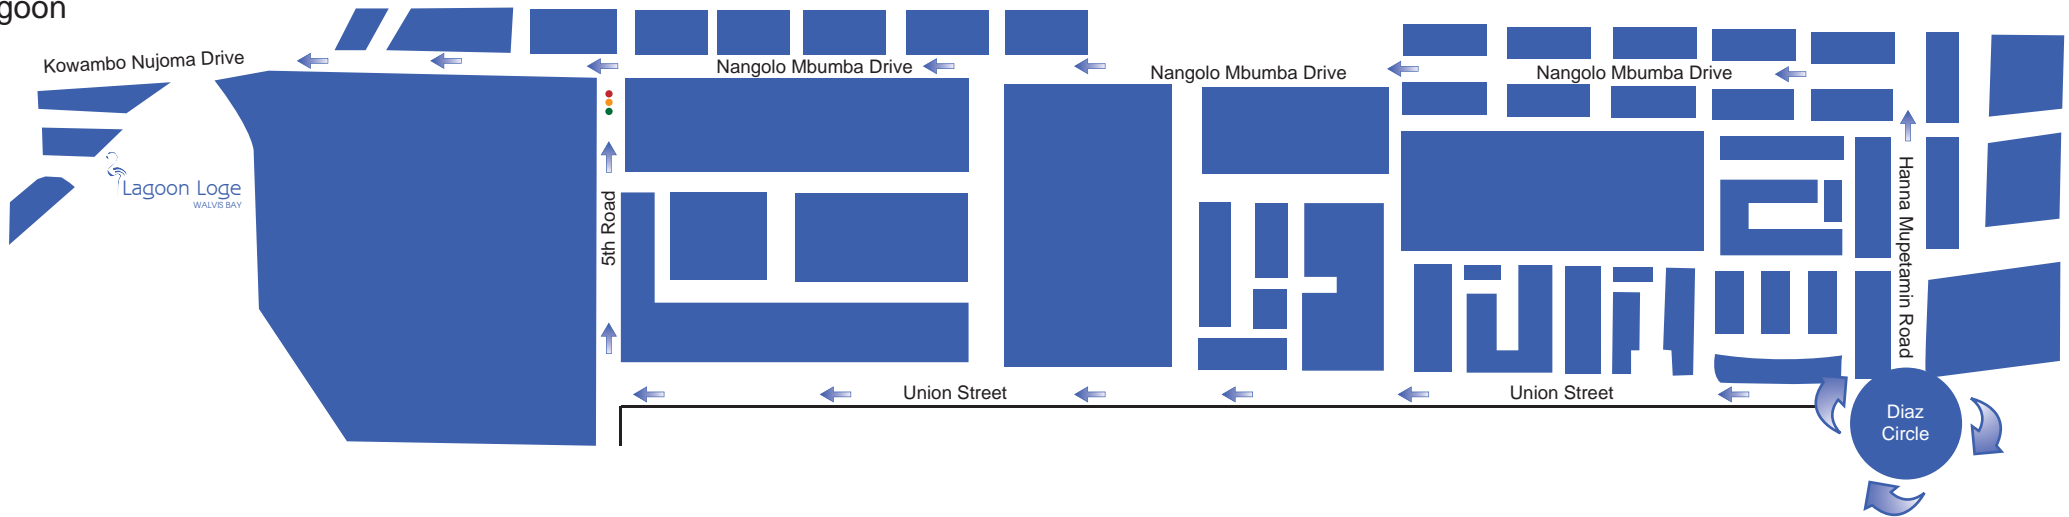 goon
Kowambo Nujoma Drive
Nangolo Mbumba Drive
Nangolo Mbumba Drive
Nangolo Mbumba Drive
Lagoon Loge
WALVIS BAY
5th Road
Hanna Mupetamin Road
Union Street
Union Street
Diaz
Circle